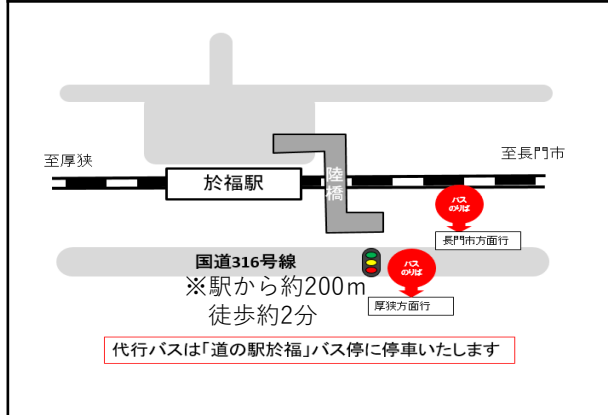 至厚狭
至長門市
於福駅
陸橋
バス
のりば
長門市方面行
国道316号線
バス
のりば
※駅から約200m
徒歩約2分
厚狭方面行
代行バスは「道の駅於福」バス停に停車いたします